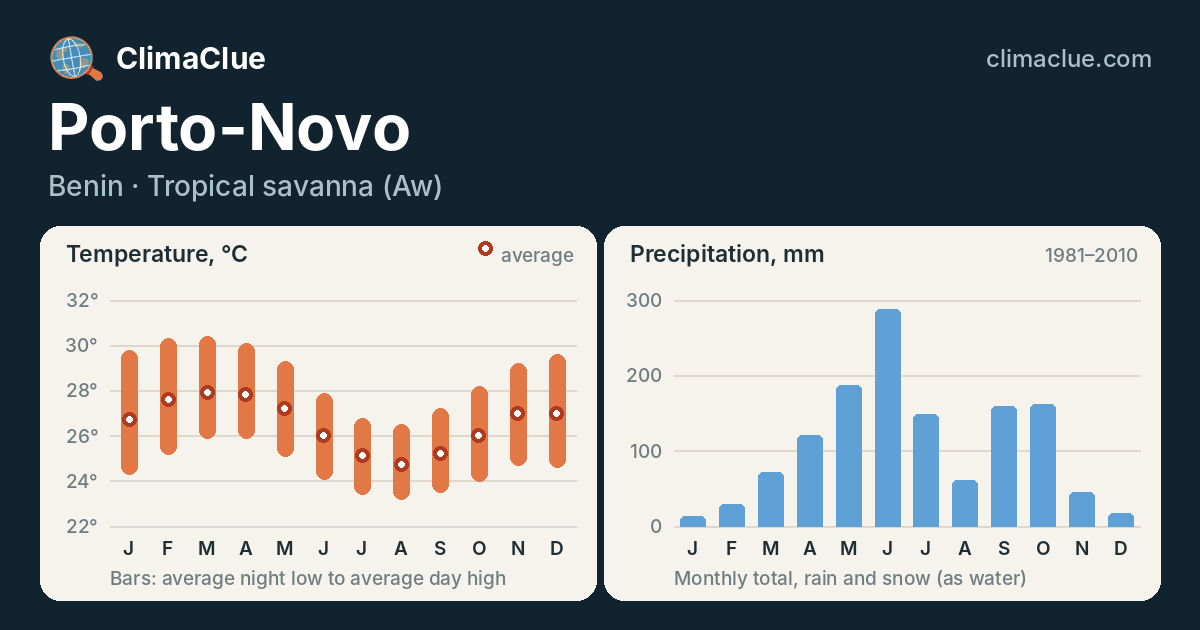 ClimaClue
climaclue.com
Porto-Novo
Benin · Tropical savanna (Aw)
Temperature, °C
average
32°
30°
28°
26°
24°
22°
J F M A M J J A S O N D
Bars: average night low to average day high
Precipitation, mm
1981–2010
300
200
100
0
J F M A M J J A S O N D
Monthly total, rain and snow (as water)